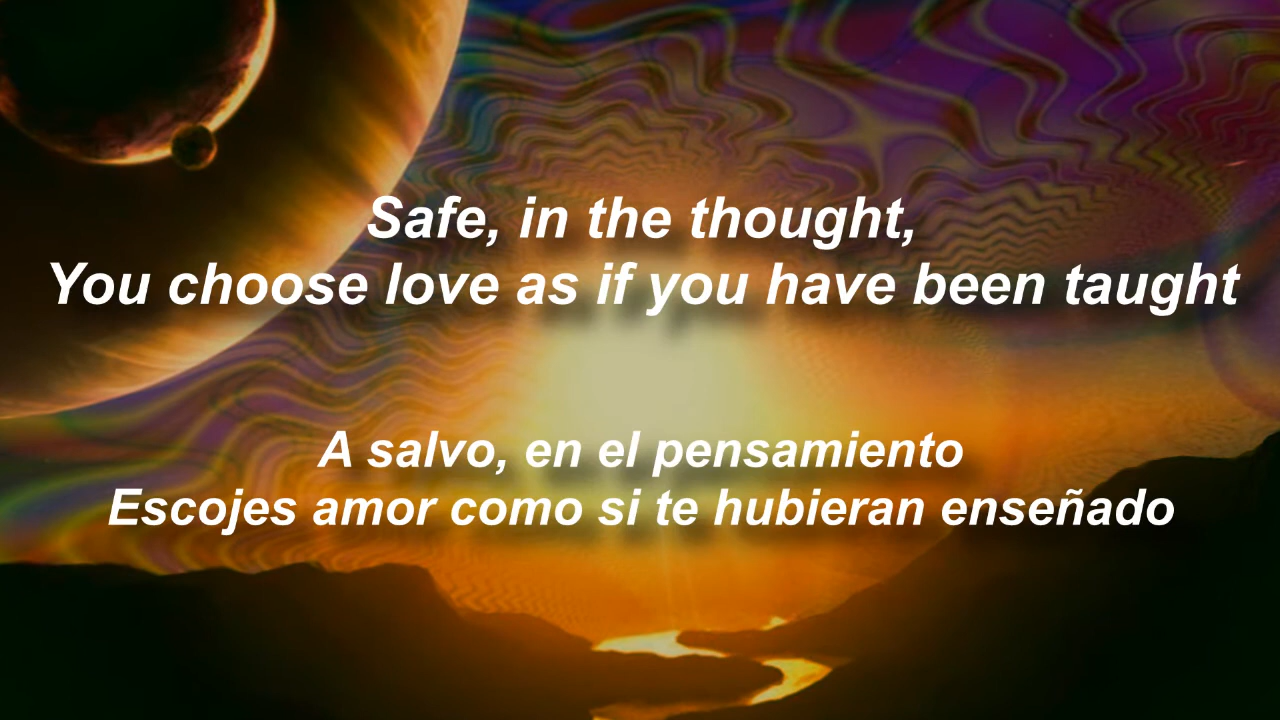 Safe, in the thought,
You choose love as if you have been taught
A salvo, en el pensamiento
Escojes amor como si te hubieran enseñado